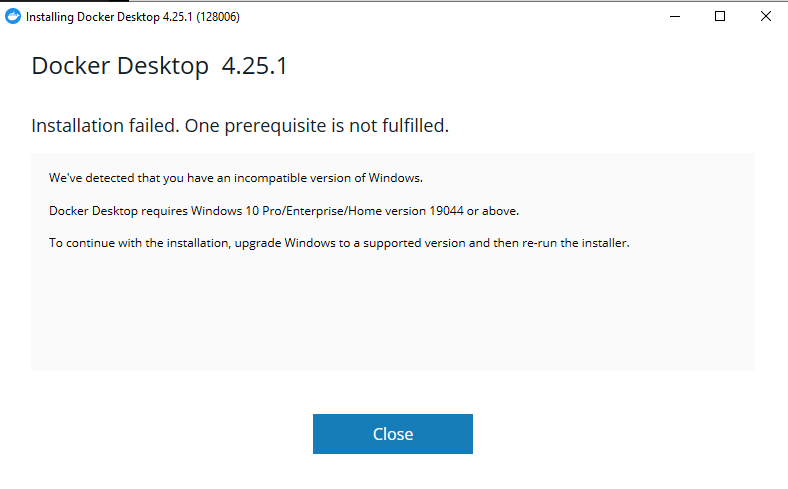 Installing Docker Desktop 4.25.1 (128006)
Docker Desktop 4.25.1
Installation failed. One prerequisite is not fulfilled.
We've detected that you have an incompatible version of Windows.
Docker Desktop requires Windows 10 Pro/Enterprise/Home version 19044 or above.
To continue with the installation, upgrade Windows to a supported version and then re-run the installer.
Close